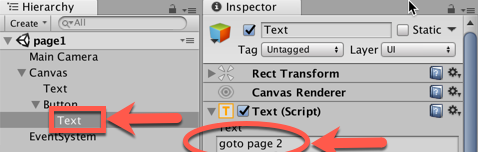 Hierarchy
Create
All
page1
Main Camera
Canvas
Text
Button
Text
EventSystem
Inspector
Text
Static
Tag Untagged Layer UI
Rect Transform
Canvas Renderer
Text (Script)
Text
goto page 2